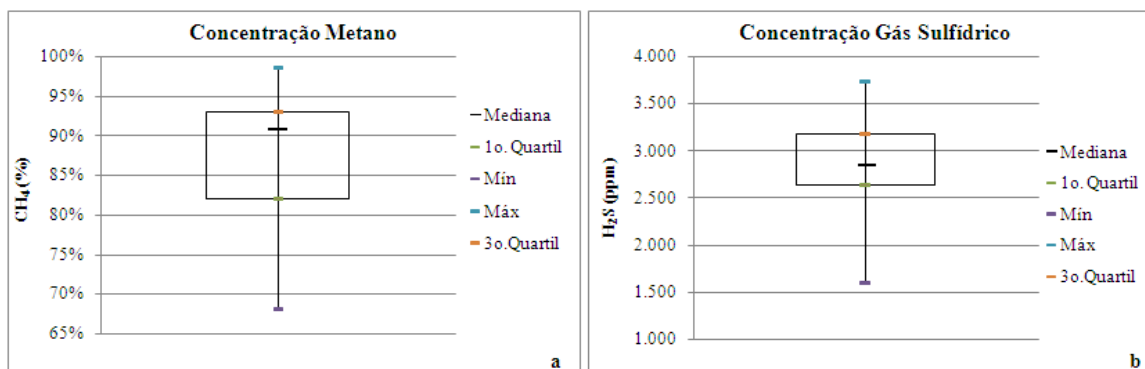 Concentração Metano
100%
95%
90%
85%
80%
75%
70%
65%
CH₄ (%)
Mediana
1o. Quartil
Mín
Máx
3o.Quartil
a
Concentração Gás Sulfídrico
4.000
3.500
3.000
2.500
2.000
1.500
1.000
H₂S (ppm)
Mediana
1o. Quartil
Mín
Máx
3o.Quartil
b